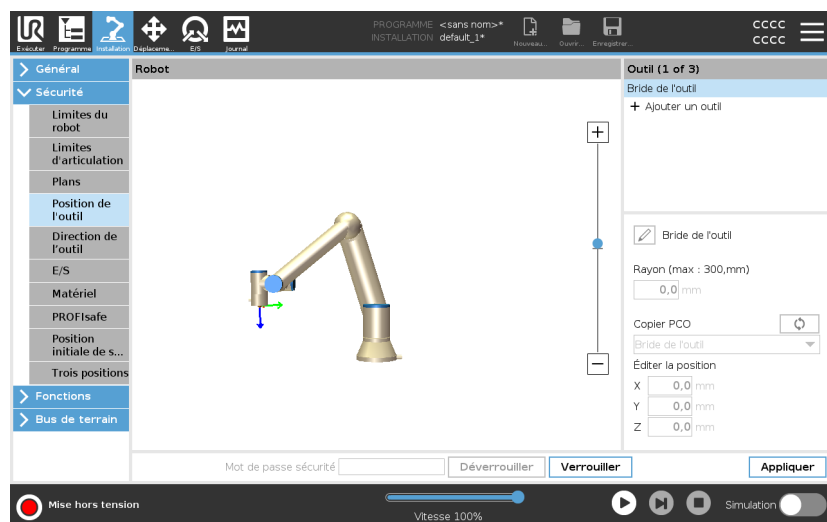 PROGRAMME <sans nom>*
INSTALLATION default_1*
CCCC
CCCC
Exécuter Programme Installation Déplaceme... E/S Journal
Nouveau... Ouvrir... Enregistrer...
Général
Sécurité
Limites du
robot
Limites
d'articulation
Plans
Position de
l'outil
Direction de
l'outil
E/S
Matériel
PROFIsafe
Position
initiale de s...
Trois positions
Fonctions
Bus de terrain
Robot
Outil (1 of 3)
Bride de l'outil
+ Ajouter un outil
Bride de l'outil
Rayon (max : 300,mm)
0,0 mm
Copier PCO
Bride de l'outil
Éditer la position
X 0,0 mm
Y 0,0 mm
Z 0,0 mm
Mot de passe sécurité Déverrouiller Verrouiller Appliquer
Mise hors tension
Vitesse 100%
Simulation